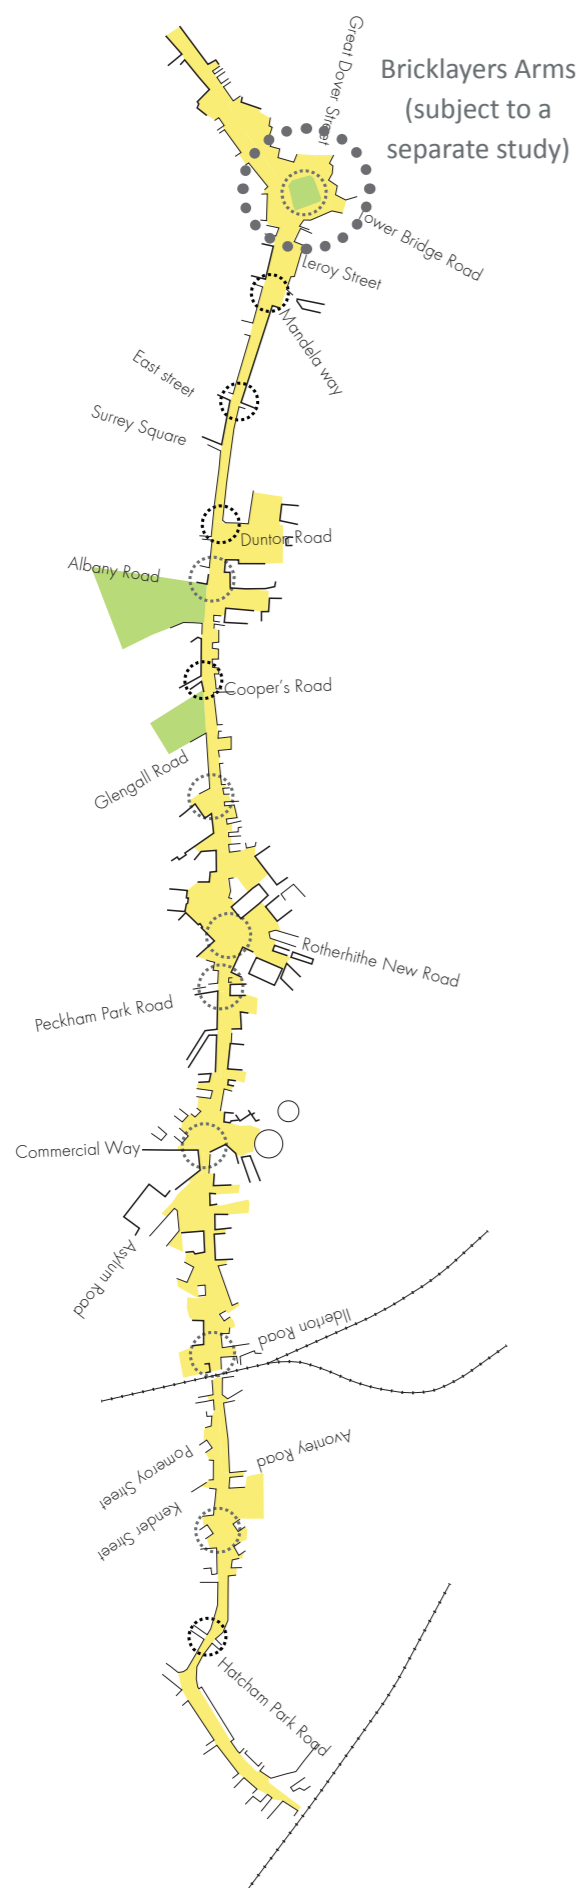 Great Dover Street
Bricklayers Arms
(subject to a
separate study)
Tower Bridge Road
Leroy Street
Mandela way
East street
Surrey Square
Dunton Road
Albany Road
Cooper's Road
Glengall Road
Rotherhithe New Road
Peckham Park Road
Commercial Way
Asylum Road
Ilderton Road
Pomeroy Street
Avonley Road
Kender Street
Hatcham Park Road